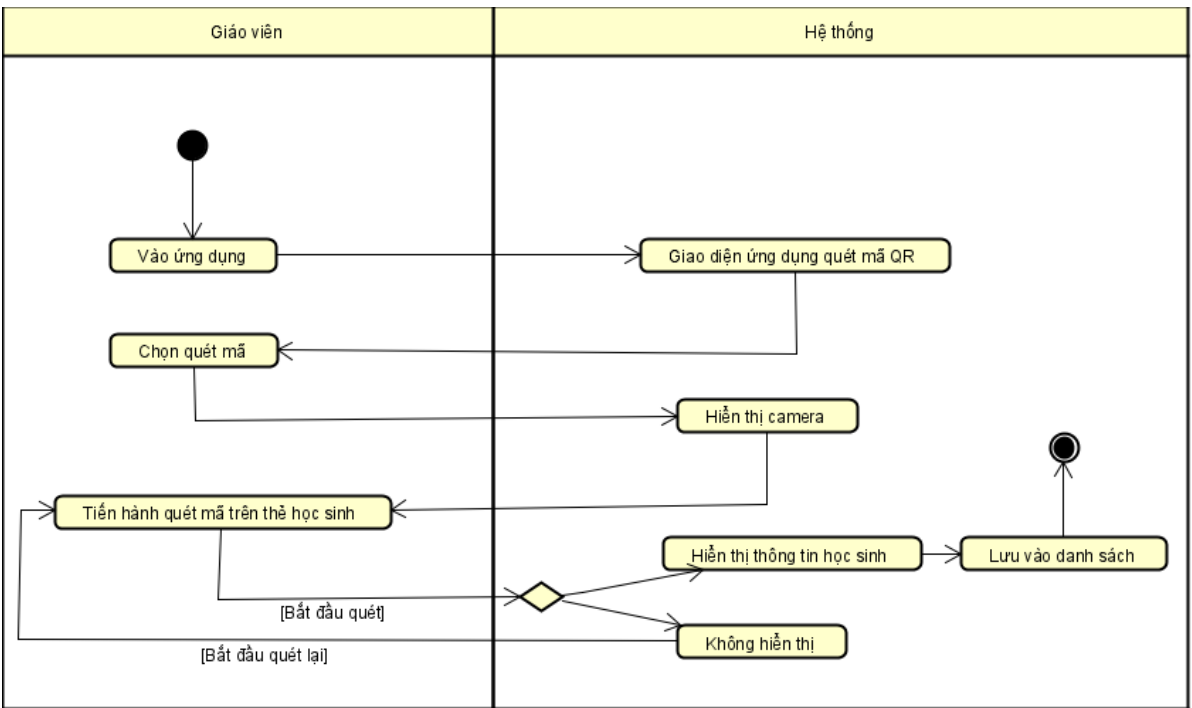 Giáo viên
Hệ thống
Vào ứng dụng
Giao diện ứng dụng quét mã QR
Chọn quét mã
Hiển thị camera
Tiến hành quét mã trên thẻ học sinh
Hiển thị thông tin học sinh
Lưu vào danh sách
[Bắt đầu quét]
Không hiển thị
[Bắt đầu quét lại]